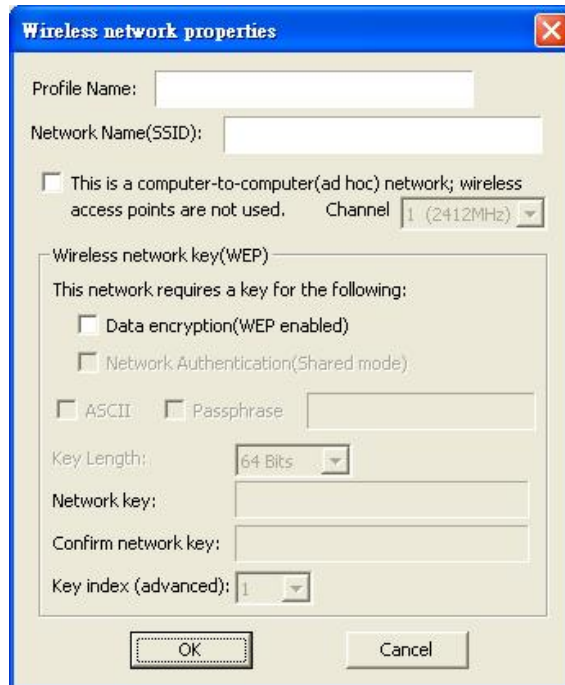 Wireless network properties
Profile Name:
Network Name(SSID):
This is a computer-to-computer(ad hoc) network; wireless
access points are not used. Channel 1 (2412MHz)
Wireless network key(WEP)
This network requires a key for the following:
Data encryption(WEP enabled)
Network Authentication(Shared mode)
ASCII Passphrase
Key Length: 64 Bits
Network key:
Confirm network key:
Key index (advanced): 1
OK Cancel